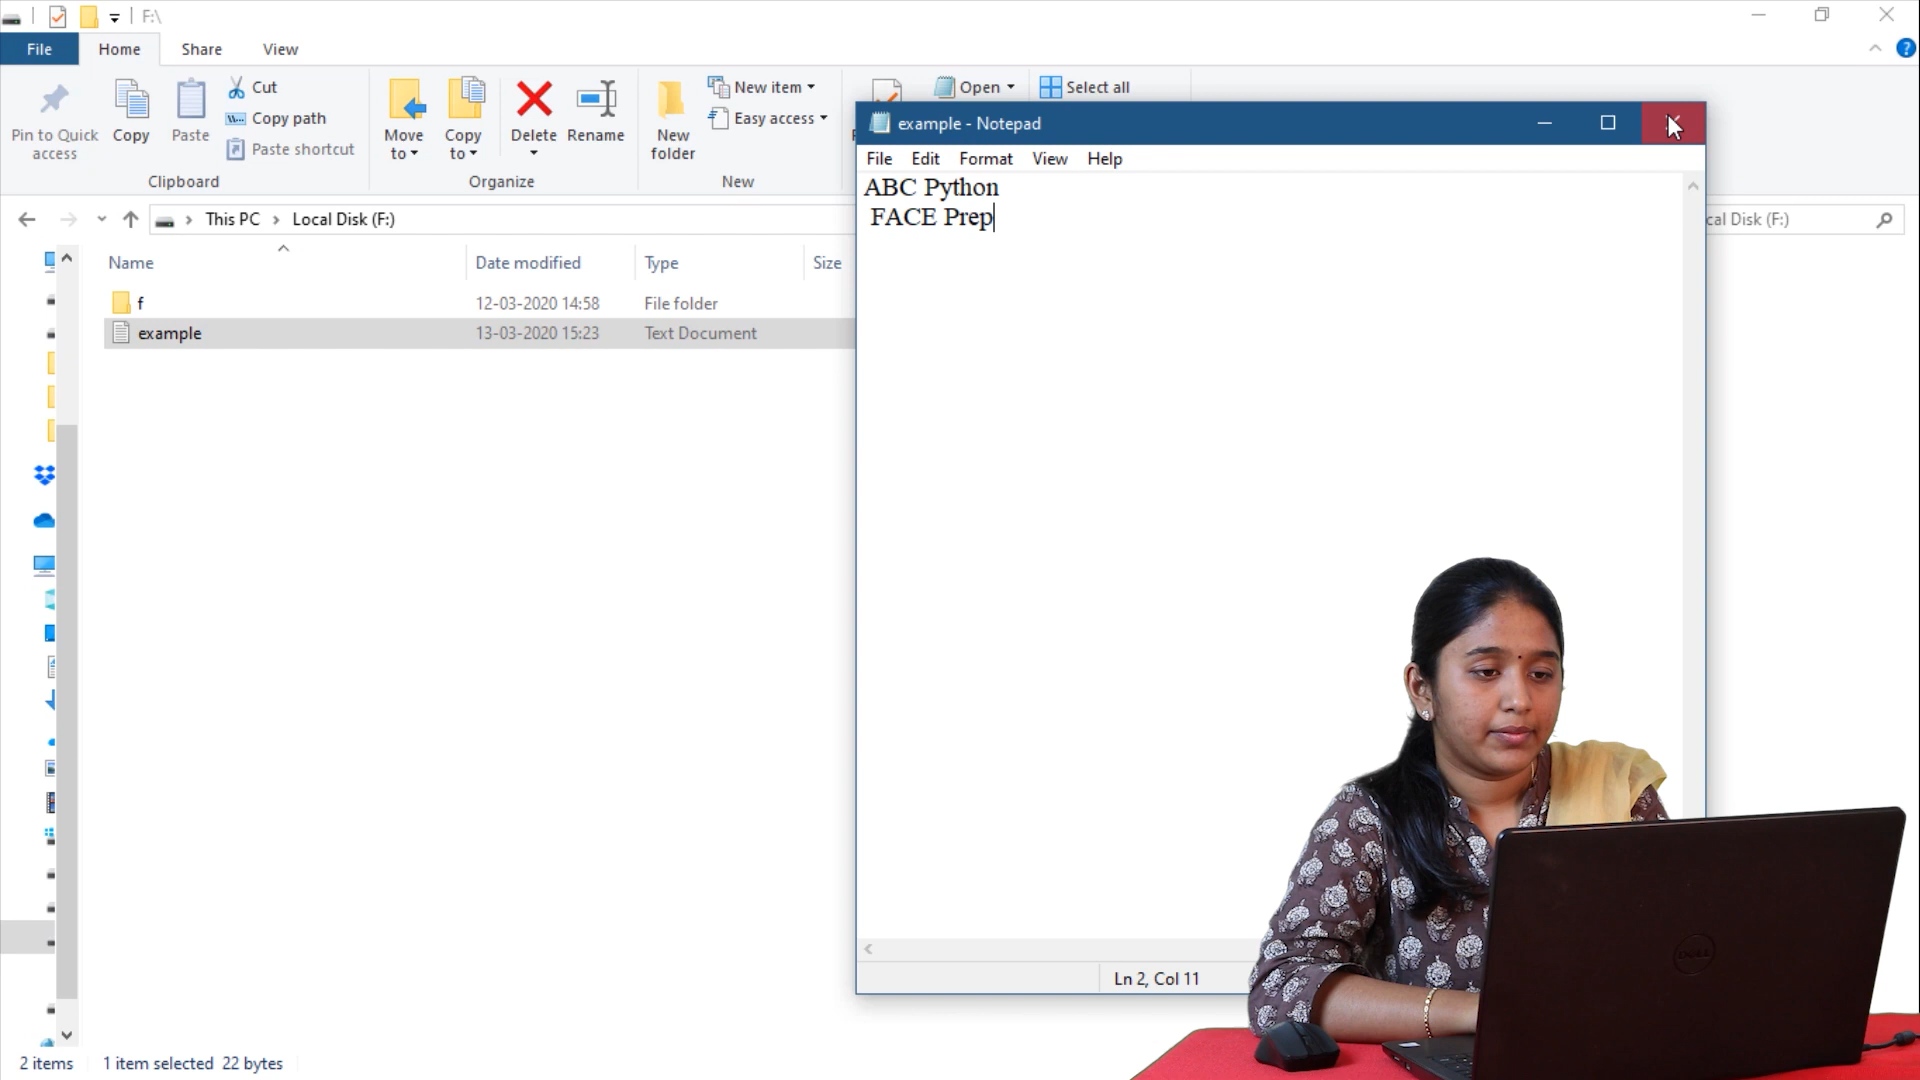 F:\
File Home Share View
Pin to Quick access
Copy
Paste
Cut
Copy path
Paste shortcut
Clipboard
Move to
Copy to
Delete
Rename
Organize
New folder
New item
Easy access
New
Open
Select all
This PC Local Disk (F:)
cal Disk (F:)
Name Date modified Type Size
f 12-03-2020 14:58 File folder
example 13-03-2020 15:23 Text Document
2 items 1 item selected 22 bytes
example - Notepad
File Edit Format View Help
ABC Python
FACE Prep
Ln 2, Col 11
DELL